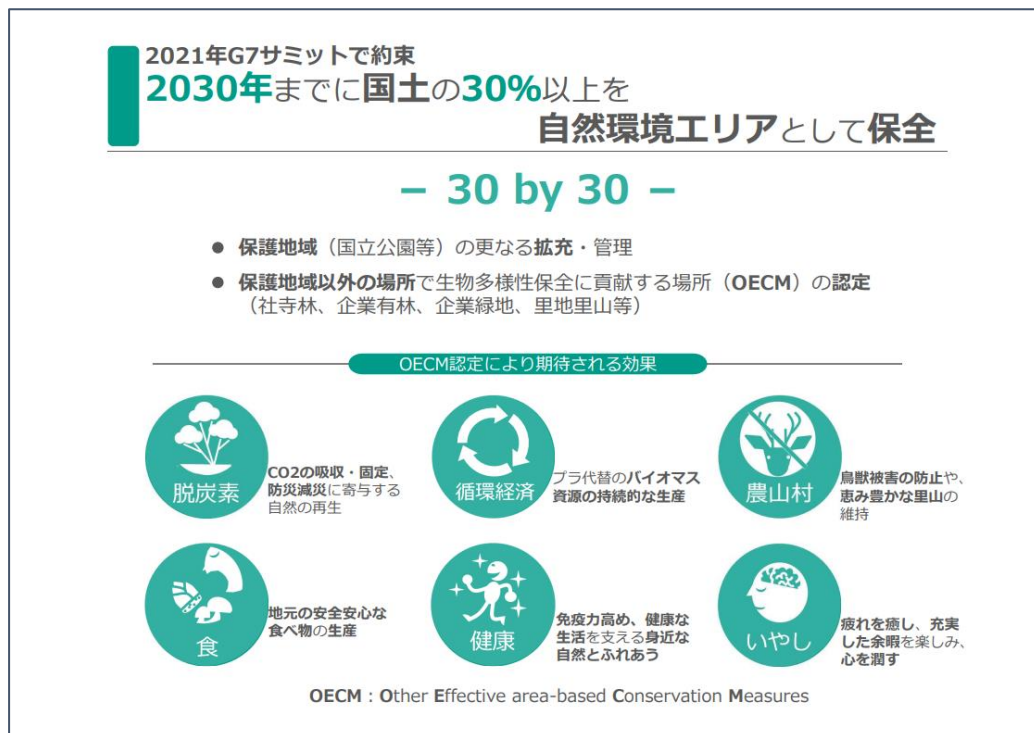 2021年G7サミットで約束
2030年までに国土の30%以上を
自然環境エリアとして保全
− 30 by 30 −
● 保護地域（国立公園等）の更なる拡充・管理
● 保護地域以外の場所で生物多様性保全に貢献する場所（OECM）の認定
（社寺林、企業有林、企業緑地、里地里山等）
OECM認定により期待される効果
脱炭素
CO2の吸収・固定、
防災減災に寄与する
自然の再生
循環経済
プラ代替のバイオマス
資源の持続的な生産
農山村
鳥獣被害の防止や、
恵み豊かな里山の
維持
食
地元の安全安心な
食べ物の生産
健康
免疫力高め、健康な
生活を支える身近な
自然とふれあう
いやし
疲れを癒し、充実
した余暇を楽しみ、
心を潤す
OECM：Other Effective area-based Conservation Measures